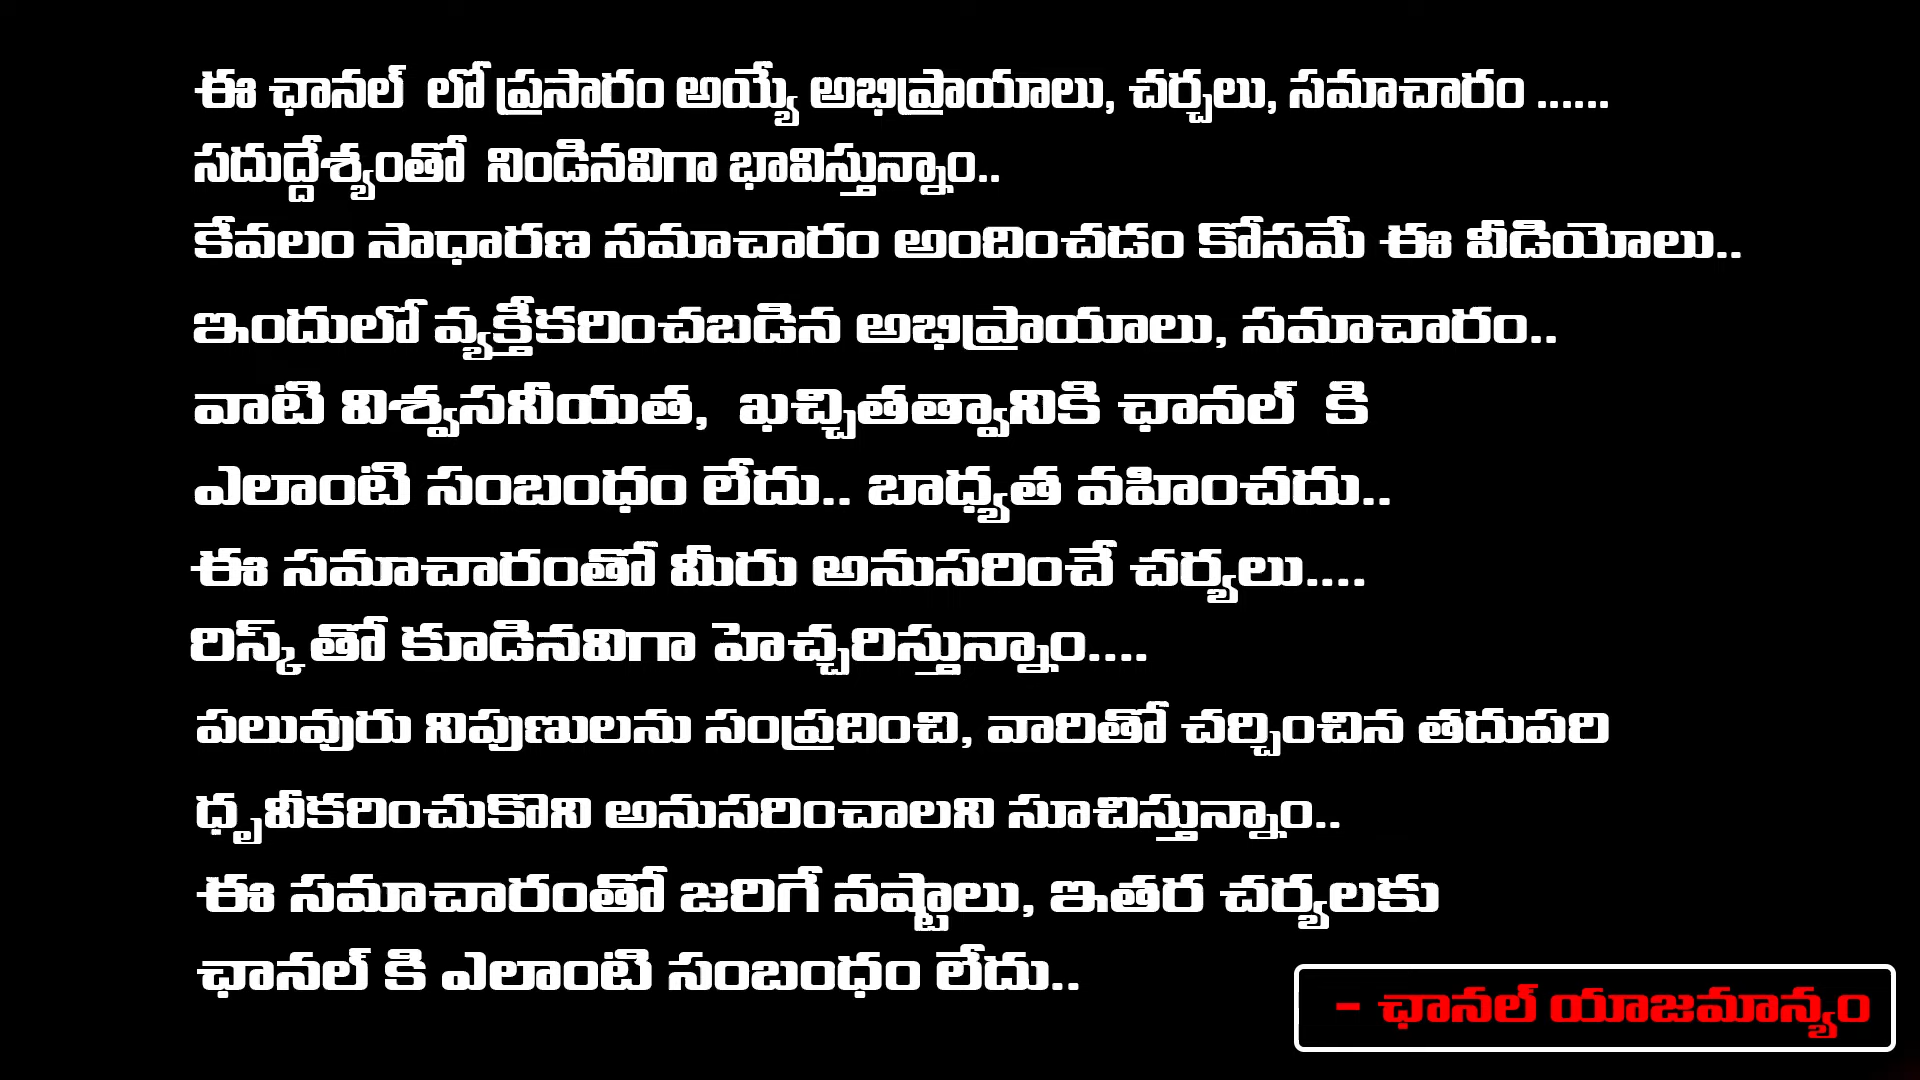 ఈ ఛానల్ లో ప్రసారం అయ్యే అభిప్రాయాలు, చర్చలు, సమాచారం ......
సదుద్దేశ్యంతో నిండినవిగా భావిస్తున్నాం..
కేవలం సాధారణ సమాచారం అందించడం కోసమే ఈ వీడియోలు..
ఇందులో వ్యక్తీకరించబడిన అభిప్రాయాలు, సమాచారం..
వాటి విశ్వసనీయత, ఖచ్చితత్వానికి ఛానల్ కి
ఎలాంటి సంబంధం లేదు.. బాధ్యత వహించదు..
ఈ సమాచారంతో మీరు అనుసరించే చర్యలు....
రిస్క్ తో కూడినవిగా హెచ్చరిస్తున్నాం....
పలువురు నిపుణులను సంప్రదించి, వారితో చర్చించిన తదుపరి
ధృవీకరించుకొని అనుసరించాలని సూచిస్తున్నాం..
ఈ సమాచారంతో జరిగే నష్టాలు, ఇతర చర్యలకు
ఛానల్ కి ఎలాంటి సంబంధం లేదు..
- ఛానల్ యాజమాన్యం